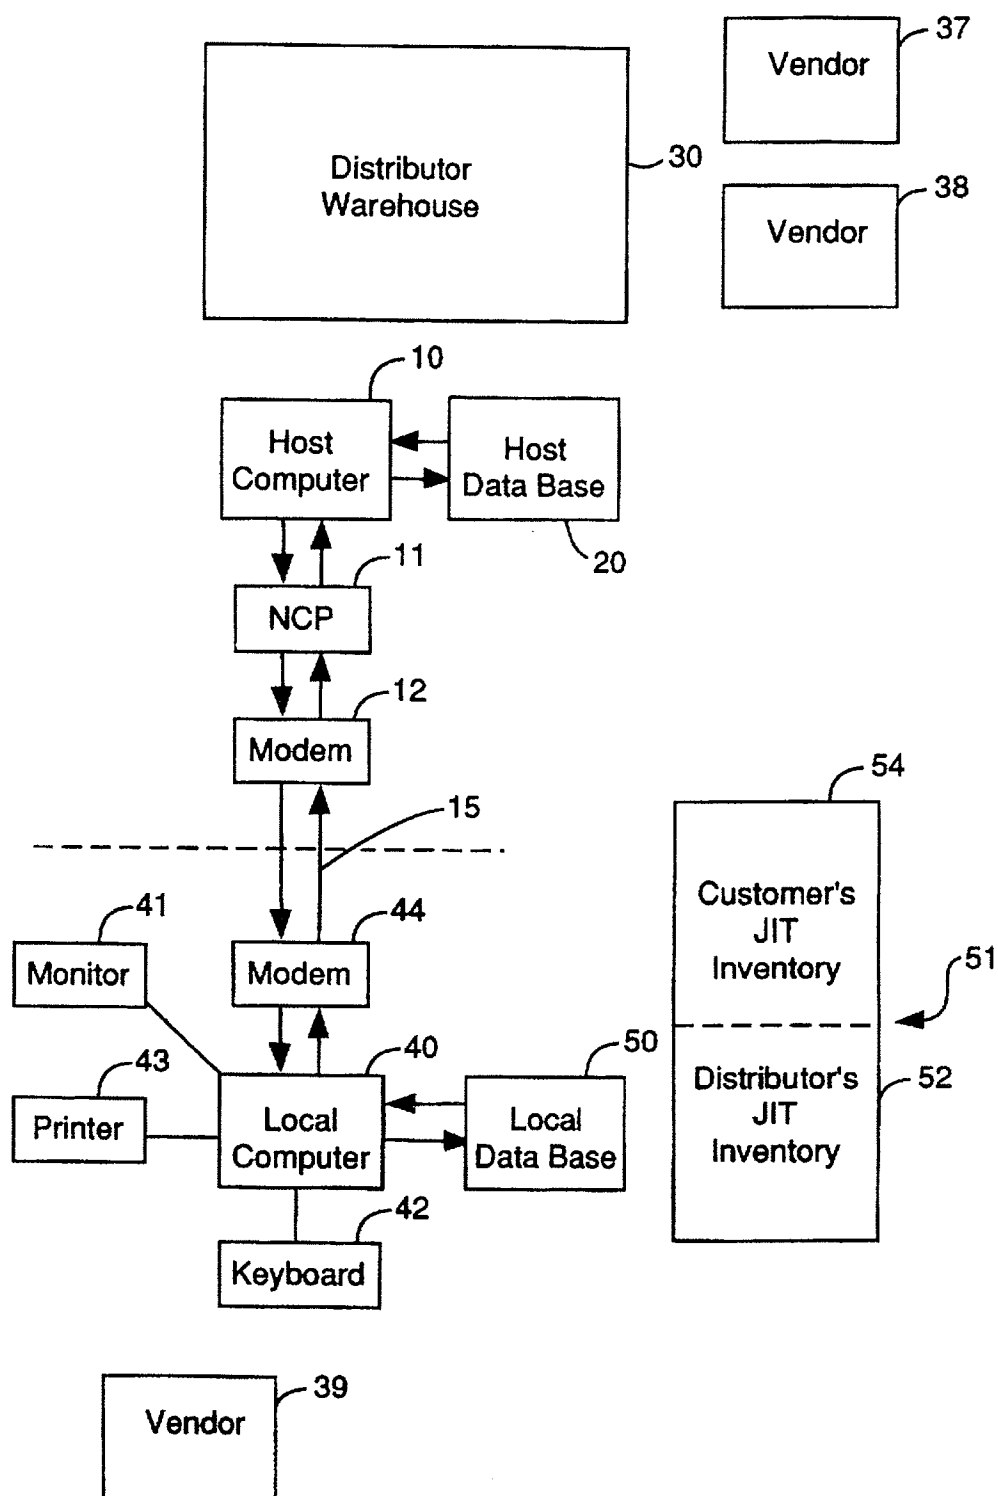 37
Vendor
30
Distributor
Warehouse
38
Vendor
10
Host
Computer
Host
Data Base
20
11
NCP
12
Modem
15
54
Customer's
JIT
Inventory
51
Distributor's
JIT
Inventory
52
41
Monitor
44
Modem
43
Printer
40
Local
Computer
50
Local
Data Base
42
Keyboard
39
Vendor